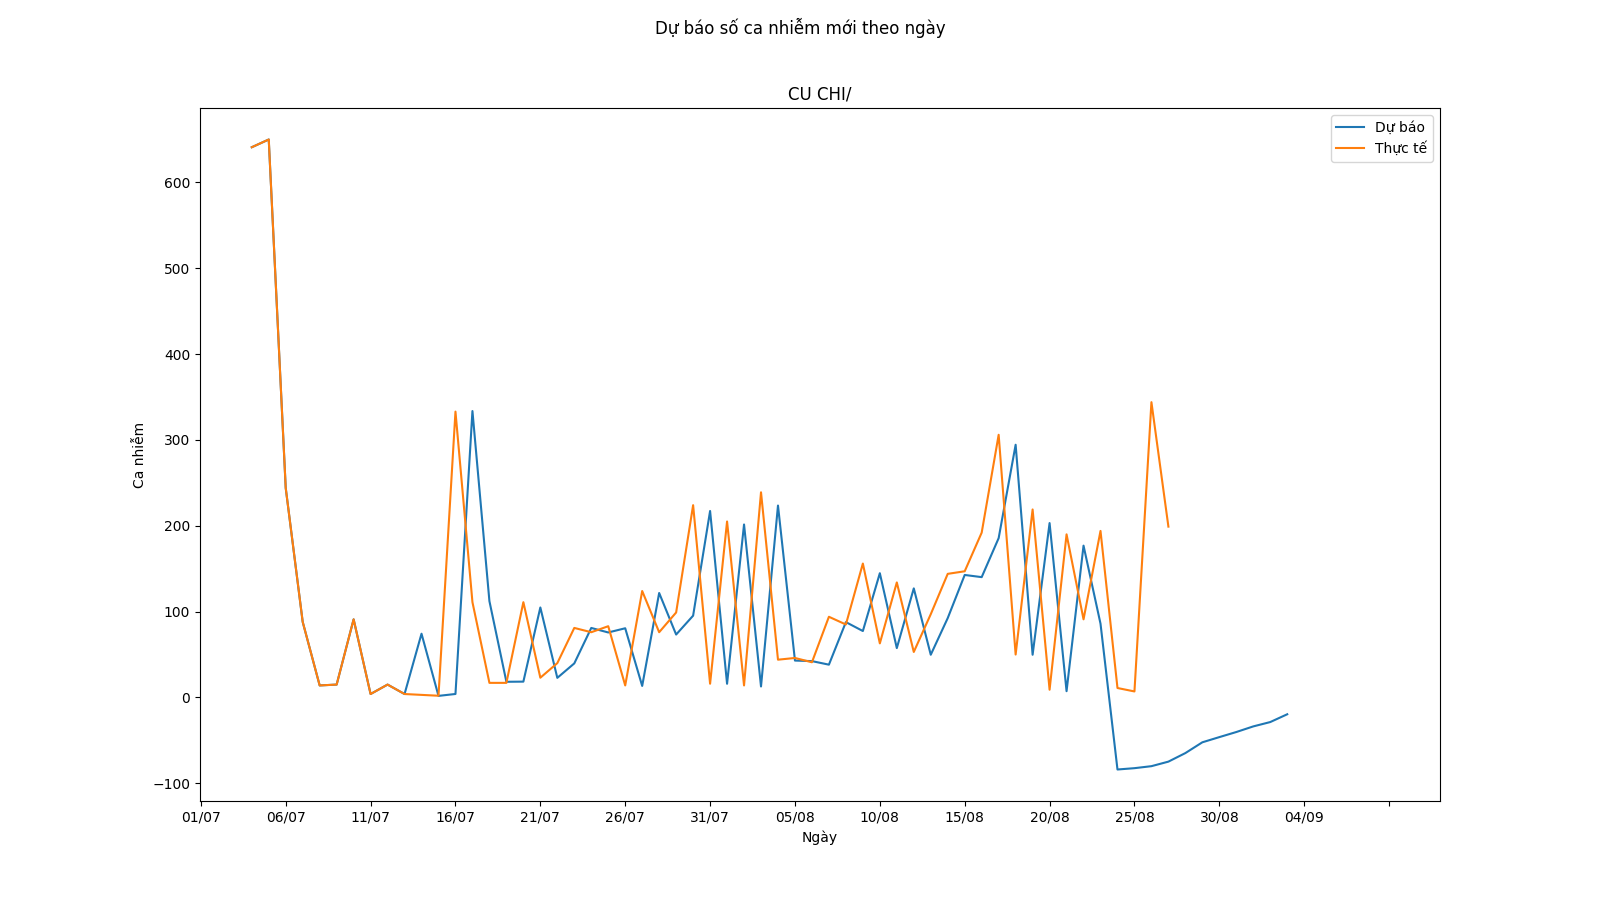 Dự báo số ca nhiễm mới theo ngày
CU CHI/
Dự báo
Thực tế
600
500
400
300
200
100
0
−100
Ca nhiễm
01/07 06/07 11/07 16/07 21/07 26/07 31/07 05/08 10/08 15/08 20/08 25/08 30/08 04/09
Ngày